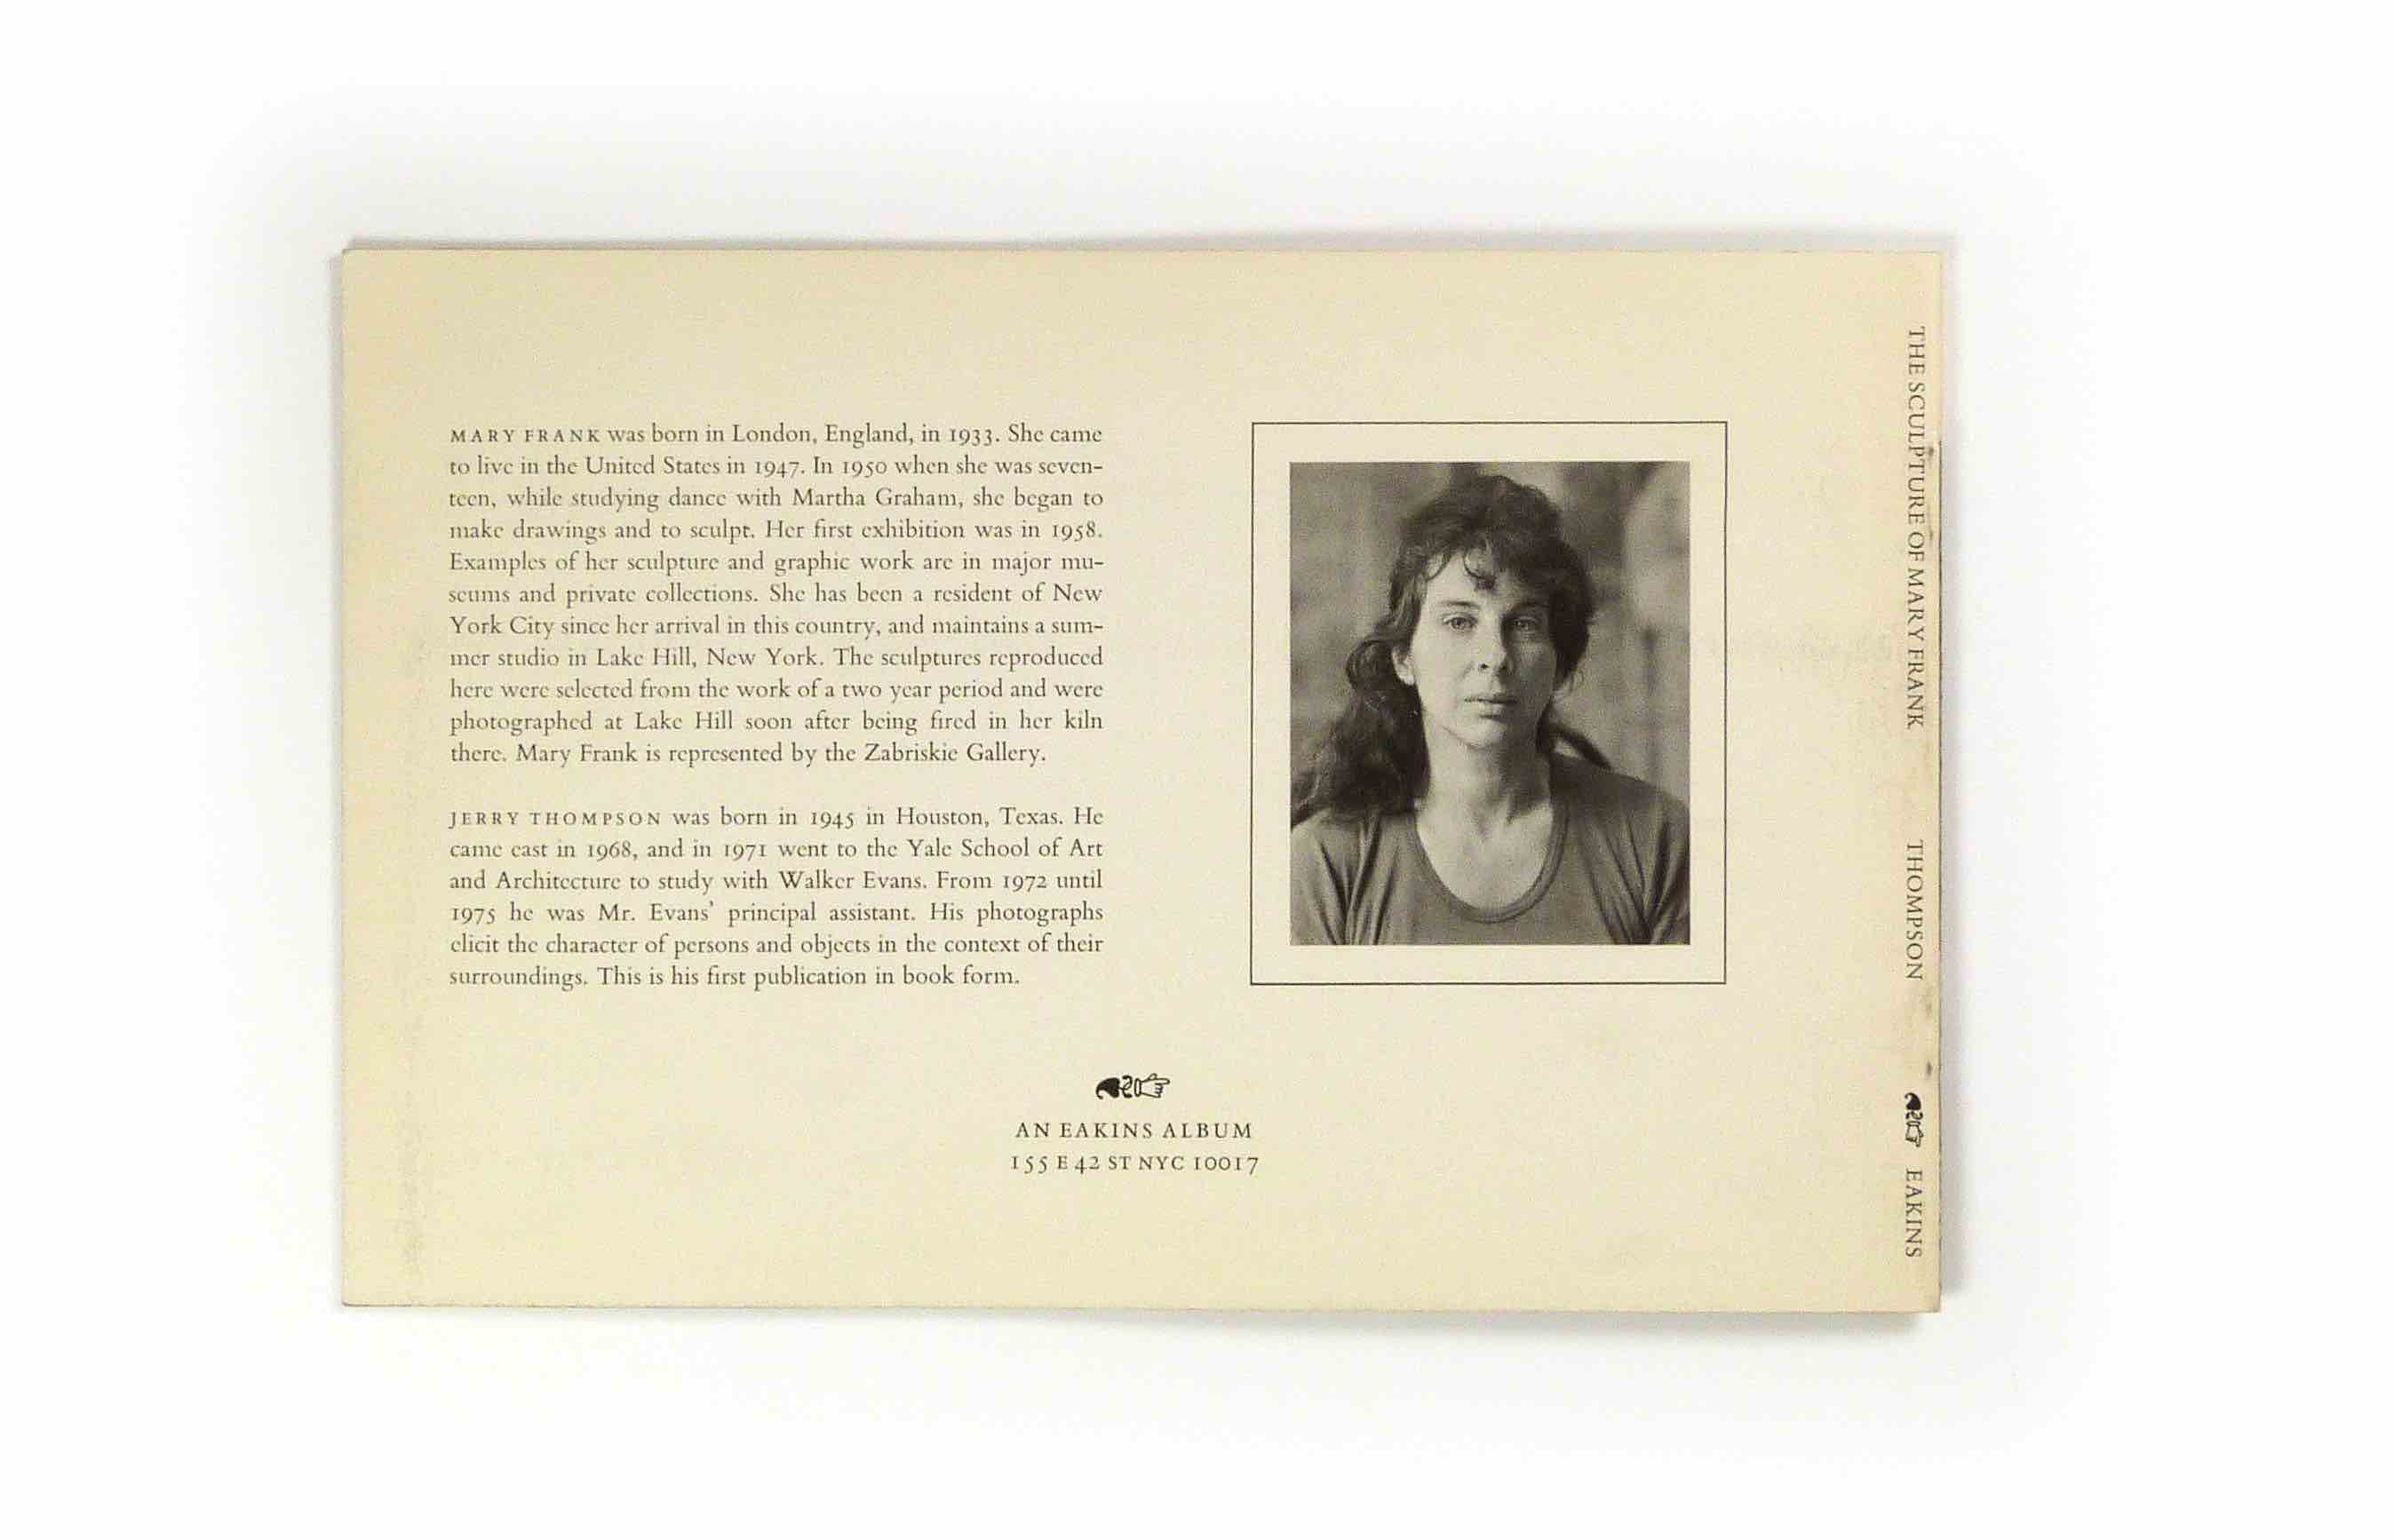 MARY FRANK was born in London, England, in 1933. She came
to live in the United States in 1947. In 1950 when she was seven-
teen, while studying dance with Martha Graham, she began to
make drawings and to sculpt. Her first exhibition was in 1958.
Examples of her sculpture and graphic work are in major mu-
seums and private collections. She has been a resident of New
York City since her arrival in this country, and maintains a sum-
mer studio in Lake Hill, New York. The sculptures reproduced
here were selected from the work of a two year period and were
photographed at Lake Hill soon after being fired in her kiln
there. Mary Frank is represented by the Zabriskie Gallery.
JERRY THOMPSON was born in 1945 in Houston, Texas. He
came east in 1968, and in 1971 went to the Yale School of Art
and Architecture to study with Walker Evans. From 1972 until
1975 he was Mr. Evans' principal assistant. His photographs
elicit the character of persons and objects in the context of their
surroundings. This is his first publication in book form.
AN EAKINS ALBUM
155 E 42 ST NYC 10017
THE SCULPTURE OF MARY FRANK THOMPSON EAKINS